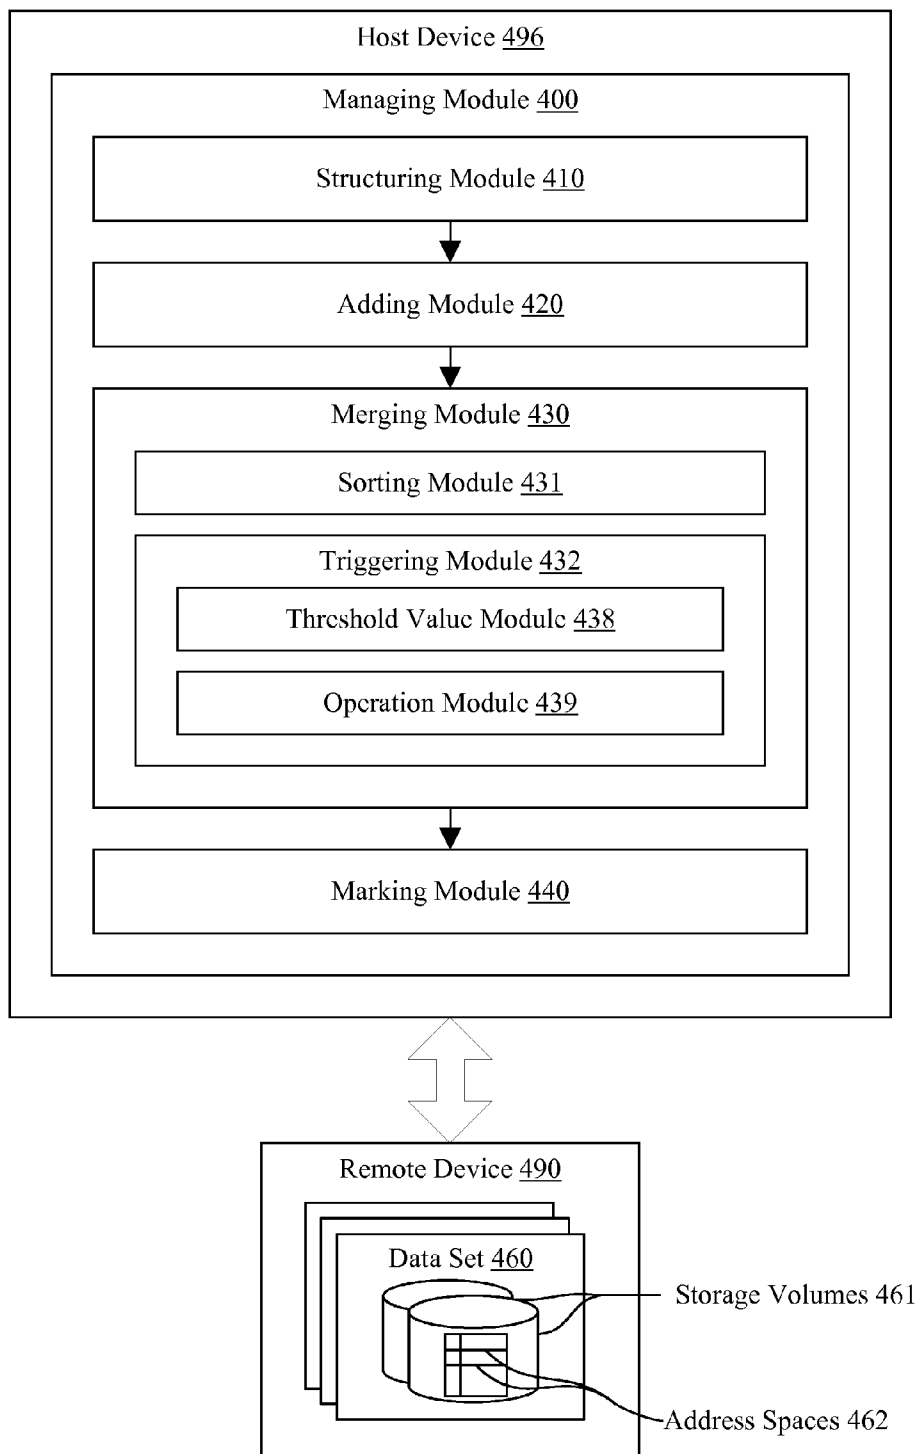 Host Device 496
Managing Module 400
Structuring Module 410
Adding Module 420
Merging Module 430
Sorting Module 431
Triggering Module 432
Threshold Value Module 438
Operation Module 439
Marking Module 440
Remote Device 490
Data Set 460
Storage Volumes 461
Address Spaces 462